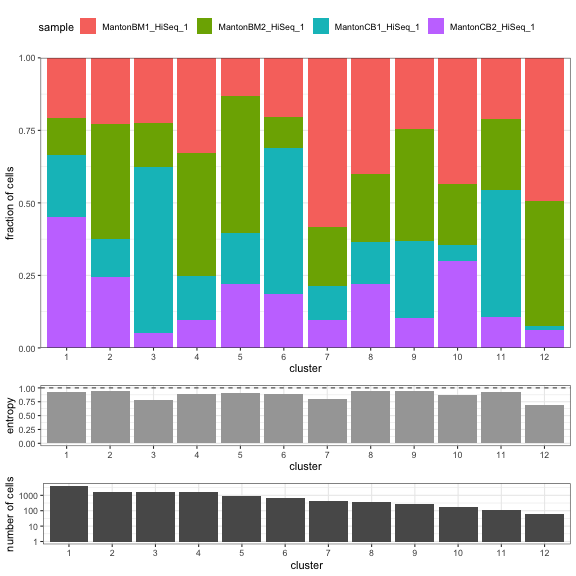 sample MantonBM1_HiSeq_1 MantonBM2_HiSeq_1 MantonCB1_HiSeq_1 MantonCB2_HiSeq_1
1.00
0.75
0.50
0.25
0.00
fraction of cells
1 2 3 4 5 6 7 8 9 10 11 12
cluster
1.00
0.75
0.50
0.25
0.00
entropy
1 2 3 4 5 6 7 8 9 10 11 12
cluster
1000
100
10
1
number of cells
1 2 3 4 5 6 7 8 9 10 11 12
cluster